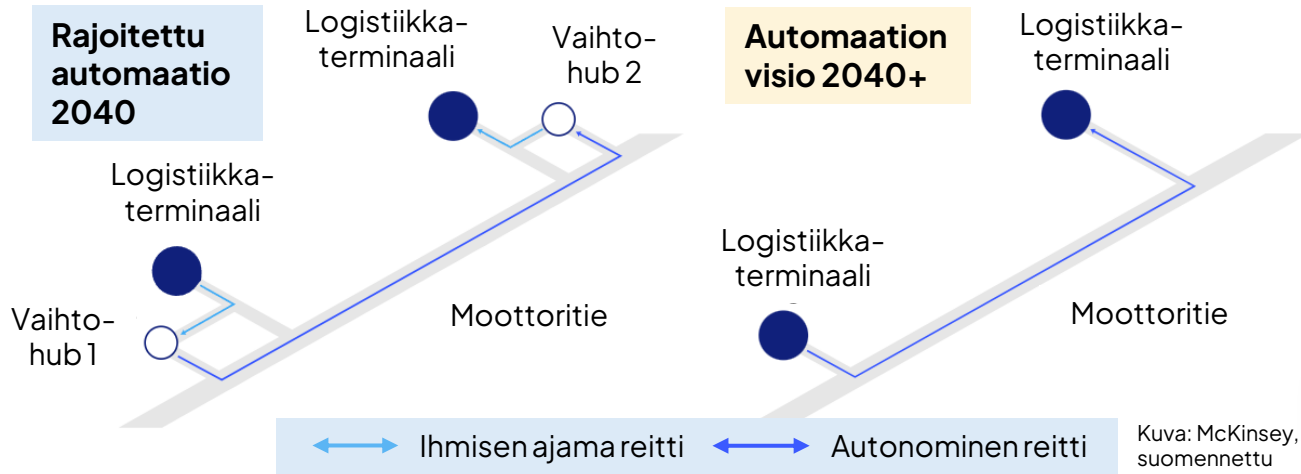 Rajoitettu
automaatio
2040
Logistiikka-
terminaali
Vaihto-
hub 2
Logistiikka-
terminaali
Vaihto-
hub 1
Moottoritie
Automaation
visio 2040+
Logistiikka-
terminaali
Logistiikka-
terminaali
Moottoritie
Ihmisen ajama reitti
Autonominen reitti
Kuva: McKinsey,
suomennettu